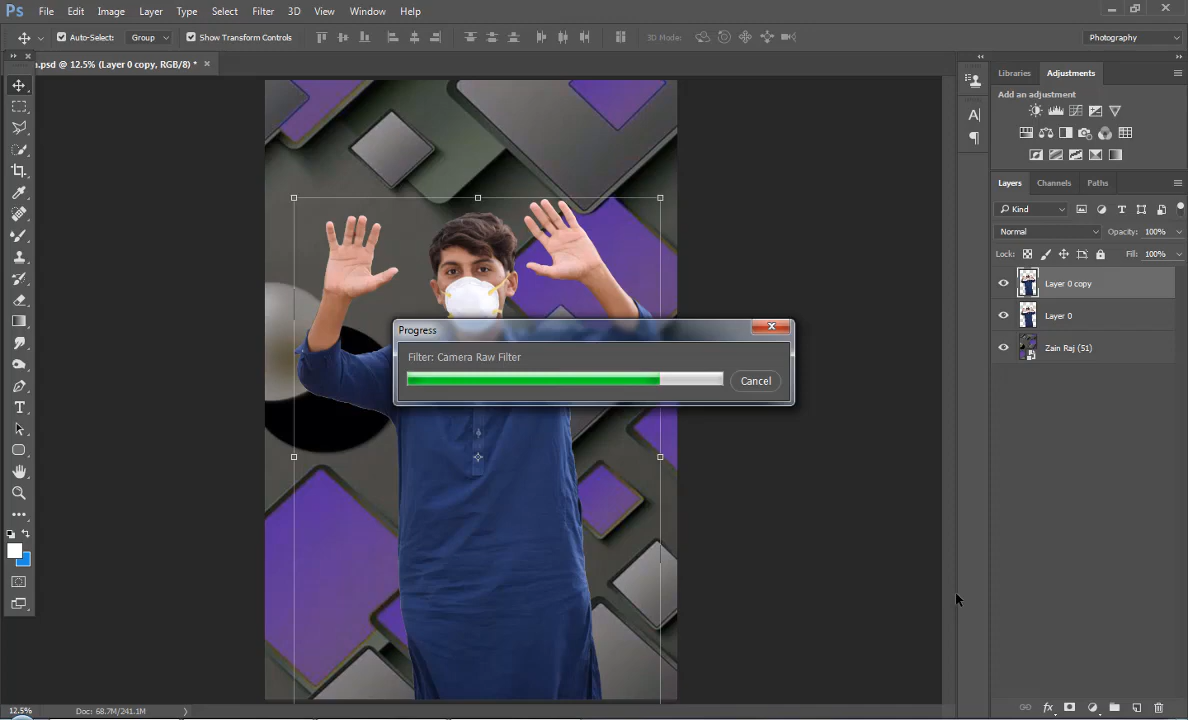 Ps File Edit Image Layer Type Select Filter 3D View Window Help
Auto-Select: Group Show Transform Controls 3D Mode: Photography
.psd @ 12.5% (Layer 0 copy, RGB/8) * ×
Libraries Adjustments
Add an adjustment
Layers Channels Paths
Kind
Normal Opacity: 100%
Lock: Fill: 100%
Layer 0 copy
Layer 0
Zain Raj (51)
Progress
Filter: Camera Raw Filter
Cancel
12.5% Doc: 68.7M/241.1M